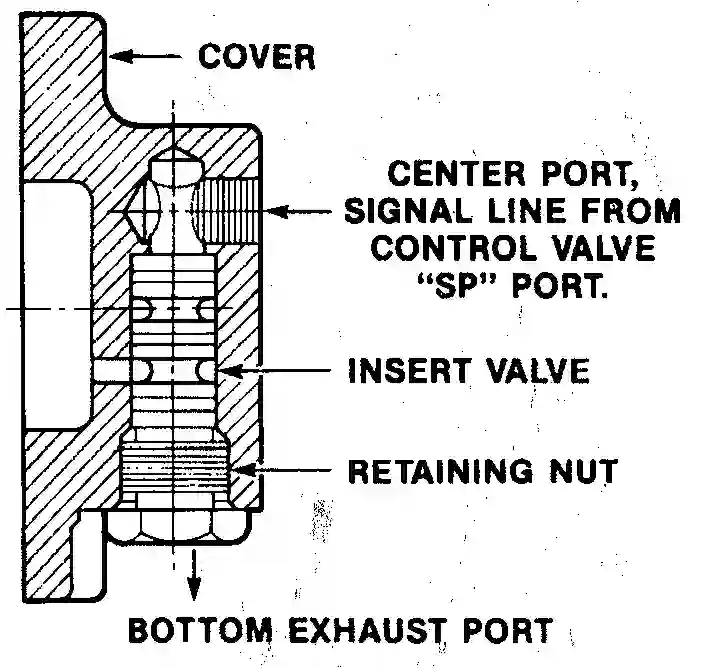 COVER
CENTER PORT,
SIGNAL LINE FROM
CONTROL VALVE
“SP” PORT.
INSERT VALVE
RETAINING NUT
BOTTOM EXHAUST PORT